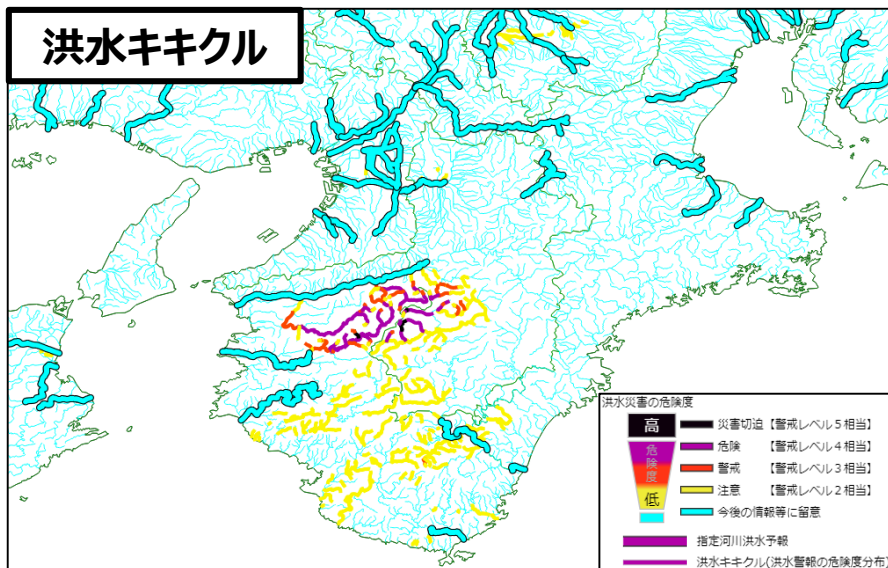 洪水キキクル
洪水災害の危険度
高
危険度
低
災害切迫【警戒レベル5相当】
危険 【警戒レベル4相当】
警戒 【警戒レベル3相当】
注意 【警戒レベル2相当】
今後の情報等に留意
指定河川洪水予報
洪水キキクル(洪水警報の危険度分布)